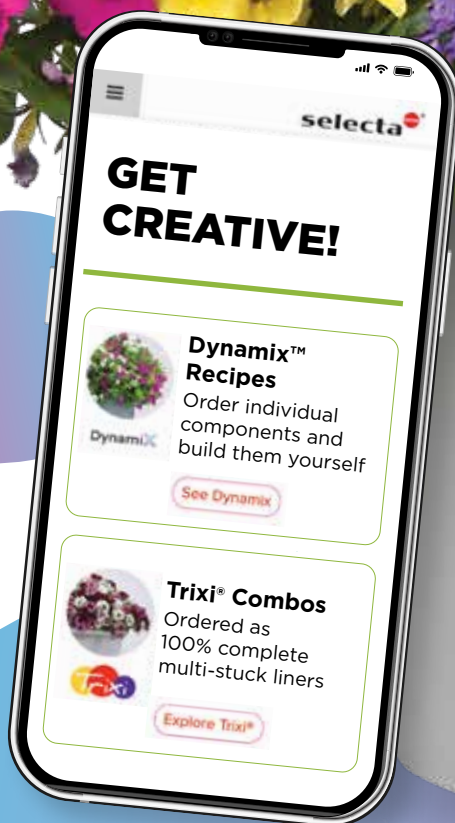 selecta
GET
CREATIVE!
Dynamix™
Recipes
Order individual
components and
build them yourself
DynamiX
See Dynamix
Trixi® Combos
Ordered as
100% complete
multi-stuck liners
Trixi
Explore Trixi®